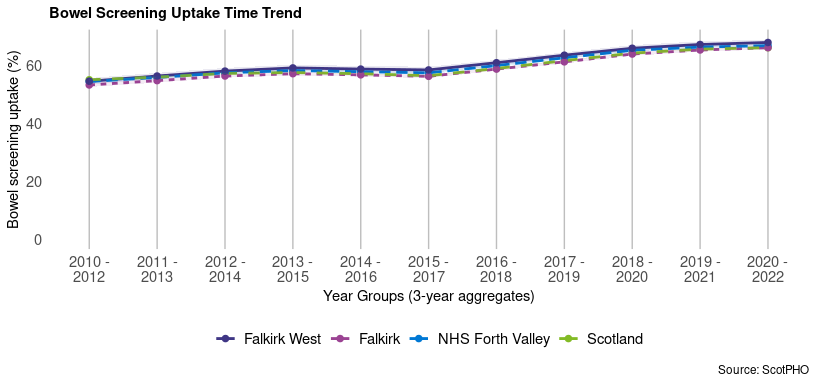 Bowel Screening Uptake Time Trend
Bowel screening uptake (%)
60
40
20
0
2010 - 2011 - 2012 - 2013 - 2014 - 2015 - 2016 - 2017 - 2018 - 2019 - 2020 -
2012 2013 2014 2015 2016 2017 2018 2019 2020 2021 2022
Year Groups (3-year aggregates)
Falkirk West Falkirk NHS Forth Valley Scotland
Source: ScotPHO